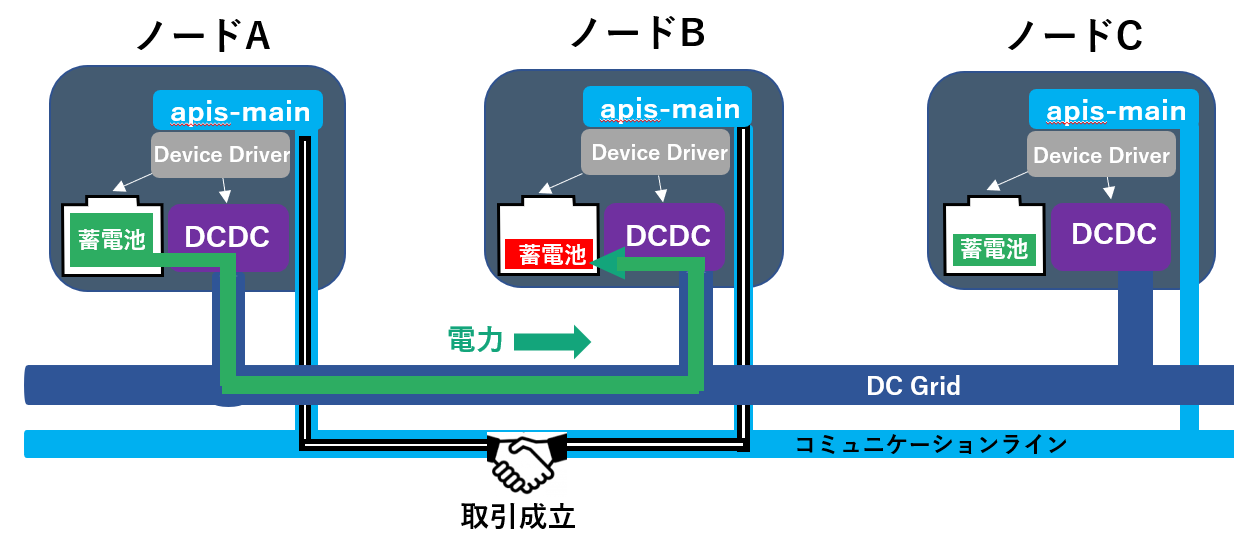 ノードA
ノードB
ノードC
apis-main
apis-main
apis-main
Device Driver
Device Driver
Device Driver
蓄電池
DCDC
蓄電池
DCDC
蓄電池
DCDC
電力
DC Grid
コミュニケーションライン
取引成立